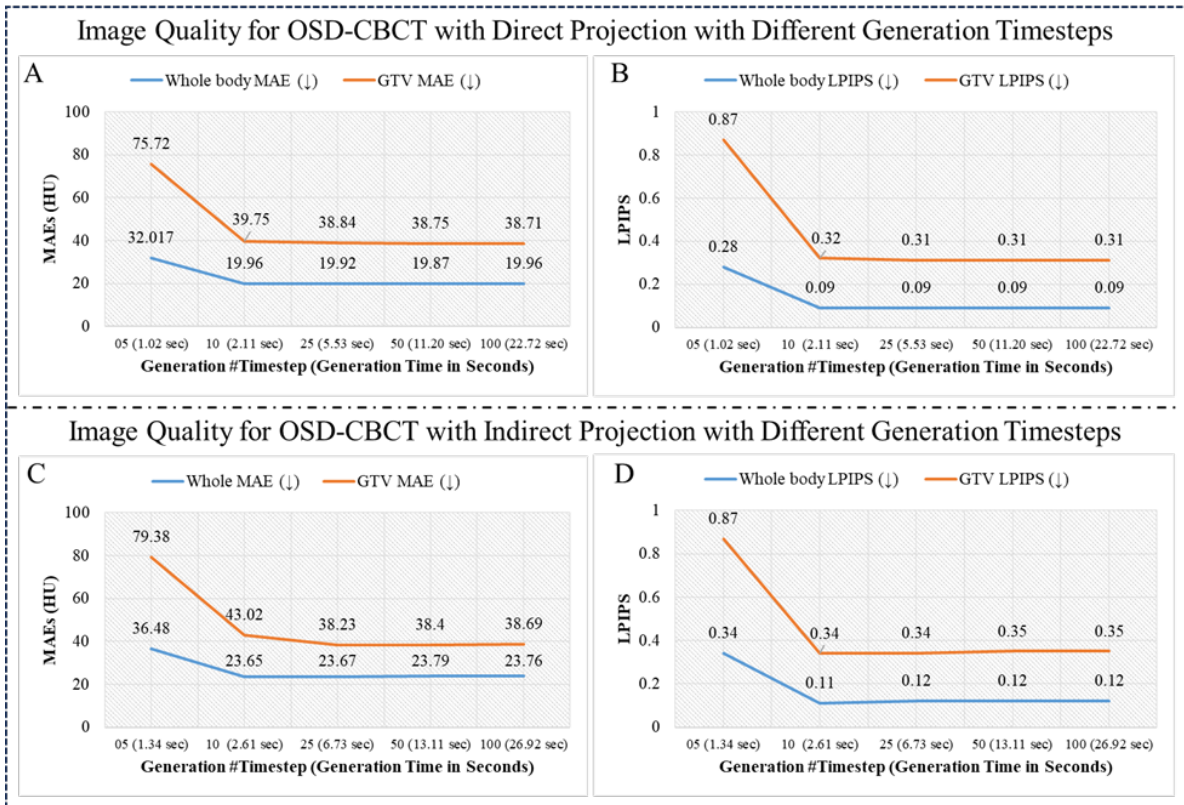 Image Quality for OSD-CBCT with Direct Projection with Different Generation Timesteps
A
Whole body MAE (↓) GTV MAE (↓)
100
80
60
40
20
0
MAEs (HU)
75.72
39.75 38.84 38.75 38.71
32.017
19.96 19.92 19.87 19.96
05 (1.02 sec) 10 (2.11 sec) 25 (5.53 sec) 50 (11.20 sec) 100 (22.72 sec)
Generation #Timestep (Generation Time in Seconds)
B
Whole body LPIPS (↓) GTV LPIPS (↓)
1
0.8
0.6
0.4
0.2
0
LPIPS
0.87
0.32 0.31 0.31 0.31
0.28
0.09 0.09 0.09 0.09
05 (1.02 sec) 10 (2.11 sec) 25 (5.53 sec) 50 (11.20 sec) 100 (22.72 sec)
Generation #Timestep (Generation Time in Seconds)
Image Quality for OSD-CBCT with Indirect Projection with Different Generation Timesteps
C
Whole MAE (↓) GTV MAE (↓)
100
80
60
40
20
0
MAEs (HU)
79.38
43.02 38.23 38.4 38.69
36.48
23.65 23.67 23.79 23.76
05 (1.34 sec) 10 (2.61 sec) 25 (6.73 sec) 50 (13.11 sec) 100 (26.92 sec)
Generation #Timestep (Generation Time in Seconds)
D
Whole body LPIPS (↓) GTV LPIPS (↓)
1
0.8
0.6
0.4
0.2
0
LPIPS
0.87
0.34 0.34 0.35 0.35
0.34
0.11 0.12 0.12 0.12
05 (1.34 sec) 10 (2.61 sec) 25 (6.73 sec) 50 (13.11 sec) 100 (26.92 sec)
Generation #Timestep (Generation Time in Seconds)